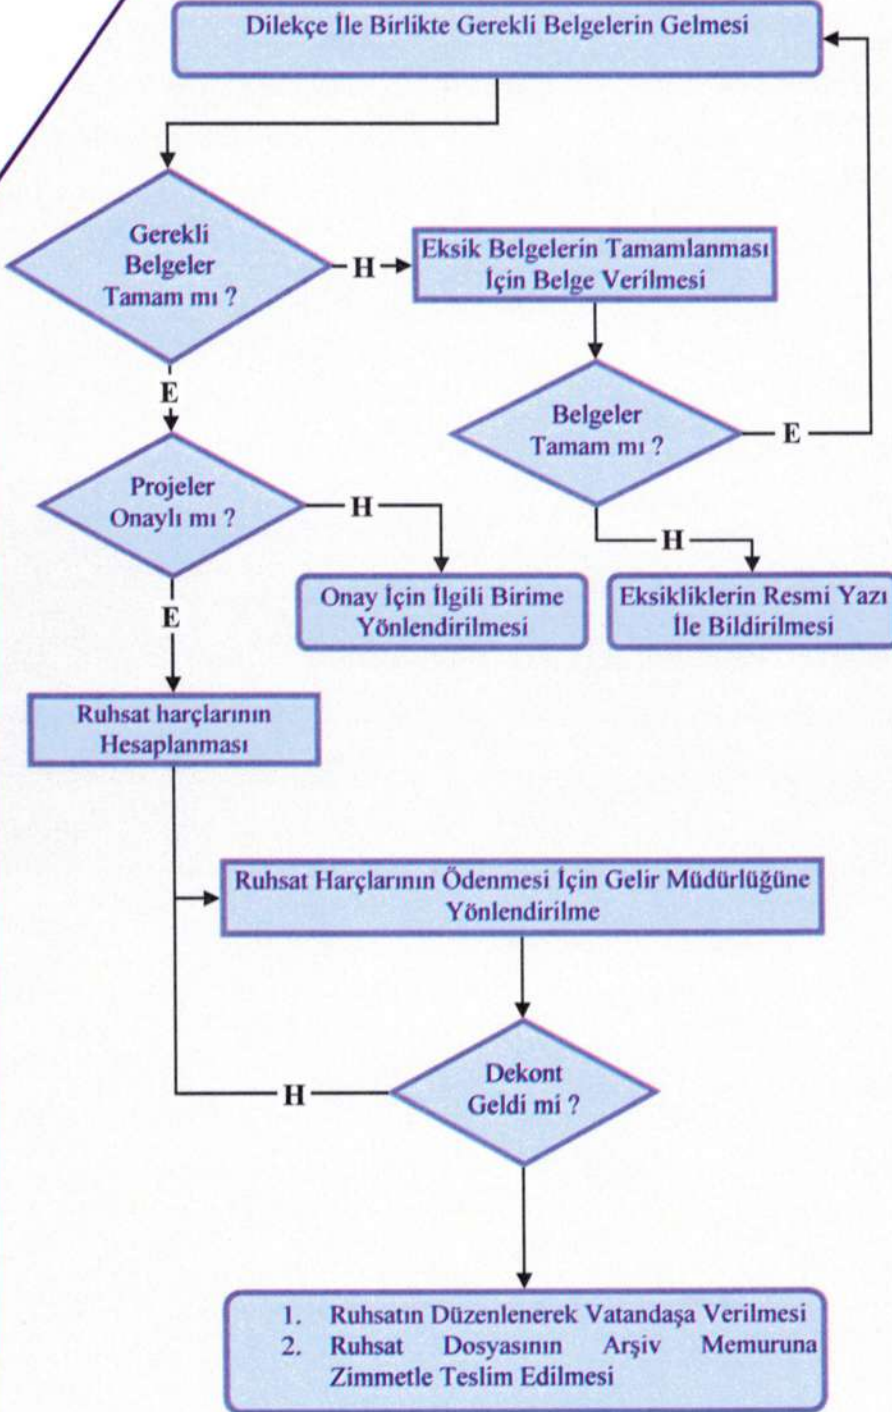 Dilekçe İle Birlikte Gerekli Belgelerin Gelmesi
Gerekli
Belgeler
Tamam mı ?
H
Eksik Belgelerin Tamamlanması
İçin Belge Verilmesi
E
Belgeler
Tamam mı ?
E
Projeler
Onaylı mı ?
H
H
Onay İçin İlgili Birime
Yönlendirilmesi
Eksikliklerin Resmi Yazı
İle Bildirilmesi
E
Ruhsat harçlarının
Hesaplanması
Ruhsat Harçlarının Ödenmesi İçin Gelir Müdürlüğüne
Yönlendirilme
Dekont
Geldi mi ?
H
1. Ruhsatın Düzenlenerek Vatandaşa Verilmesi
2. Ruhsat Dosyasının Arşiv Memuruna
Zimmetle Teslim Edilmesi